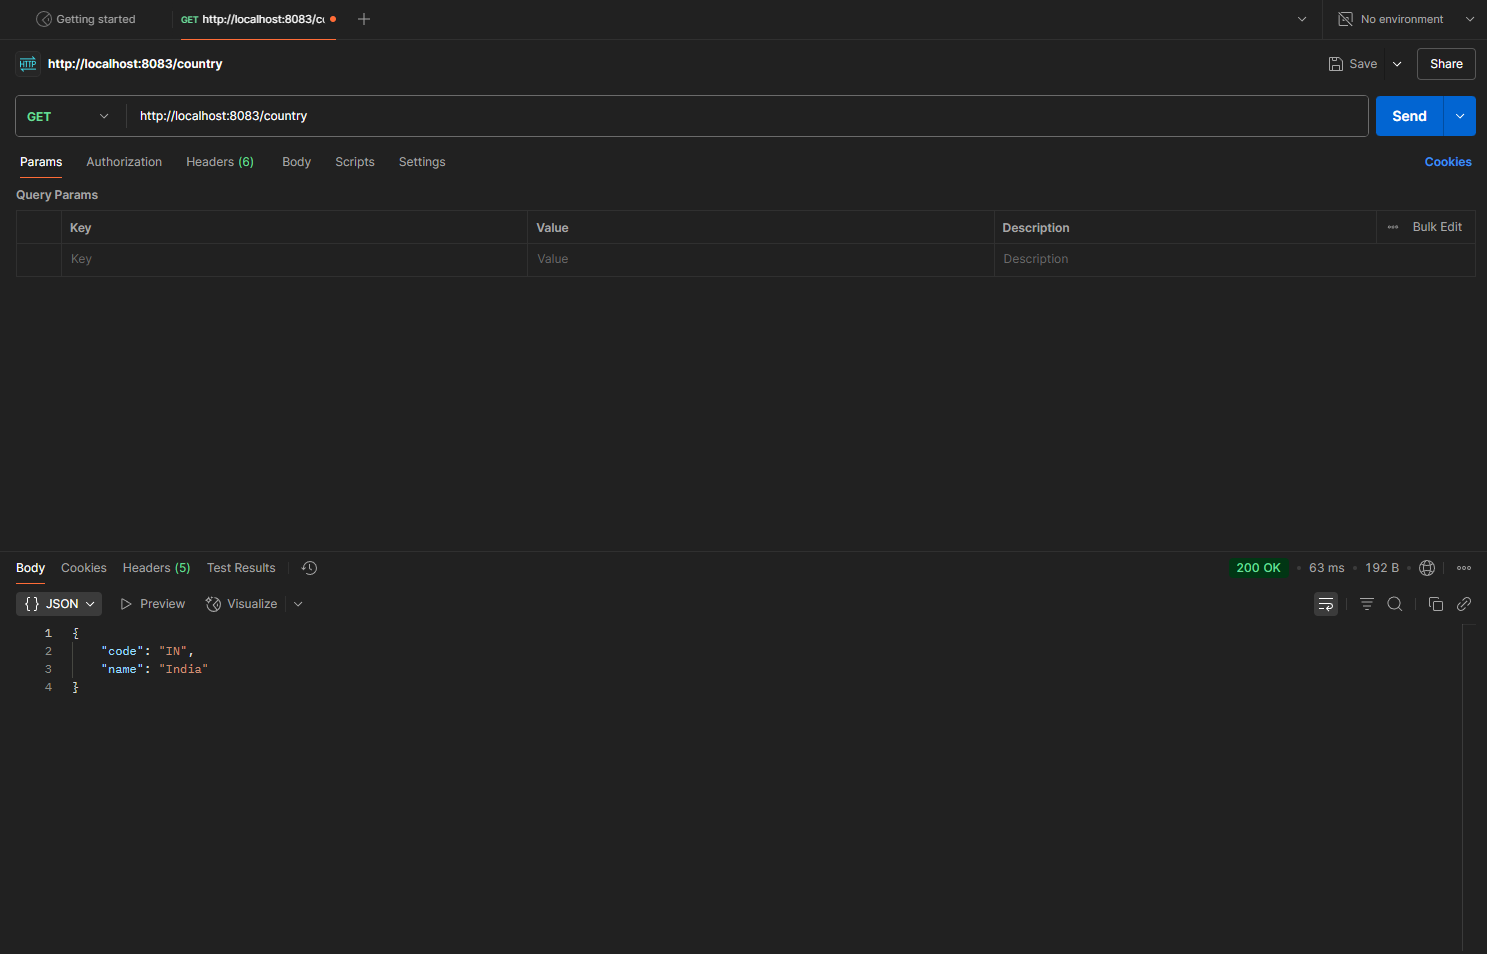 Getting started
GET http://localhost:8083/co
No environment
HTTP
http://localhost:8083/country
Save
Share
GET
http://localhost:8083/country
Send
Params Authorization Headers (6) Body Scripts Settings
Cookies
Query Params
Key Value Description Bulk Edit
Key Value Description
Body Cookies Headers (5) Test Results
200 OK • 63 ms • 192 B •
{} JSON Preview Visualize
1 {
2 "code": "IN",
3 "name": "India"
4 }